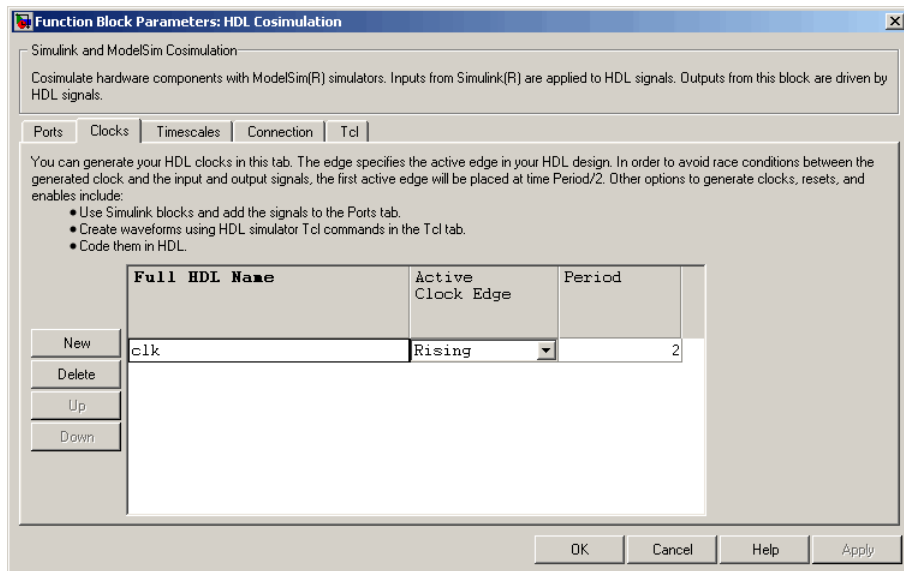 Function Block Parameters: HDL Cosimulation
Simulink and ModelSim Cosimulation
Cosimulate hardware components with ModelSim(R) simulators. Inputs from Simulink(R) are applied to HDL signals. Outputs from this block are driven by
HDL signals.
Ports Clocks Timescales Connection Tcl
You can generate your HDL clocks in this tab. The edge specifies the active edge in your HDL design. In order to avoid race conditions between the
generated clock and the input and output signals, the first active edge will be placed at time Period/2. Other options to generate clocks, resets, and
enables include:
• Use Simulink blocks and add the signals to the Ports tab.
• Create waveforms using HDL simulator Tcl commands in the Tcl tab.
• Code them in HDL.
Full HDL Name Active Period
Clock Edge
New
clk Rising 2
Delete
Up
Down
OK Cancel Help Apply